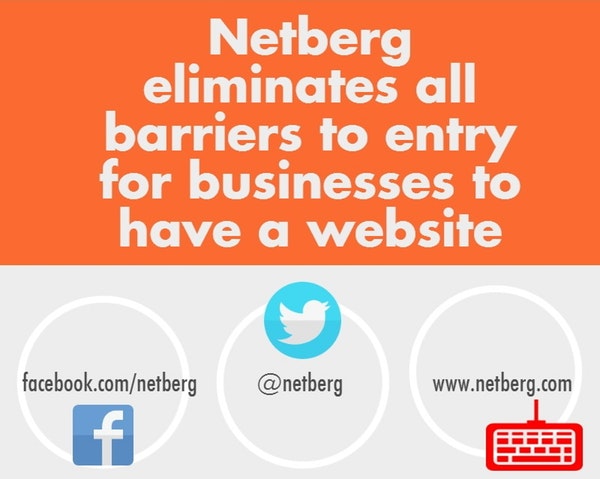 Netberg
eliminates all
barriers to entry
for businesses to
have a website
facebook.com/netberg
@netberg
www.netberg.com
f